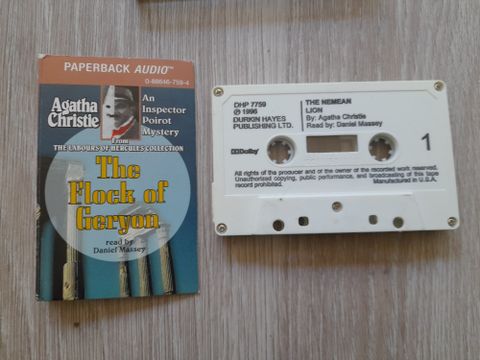 PAPERBACK AUDIO™
0-88646-759-4
Agatha
Christie
An
Inspector
Poirot
Mystery
From
THE LABOURS OF HERCULES COLLECTION
The
Flock of
Geryon
read by
Daniel Massey
DHP 7759
℗ 1996
DURKIN HAYES
PUBLISHING LTD.
THE NEMEAN
LION
By: Agatha Christie
Read by: Daniel Massey
Dolby
1
All rights of the producer and of the owner of the recorded work reserved.
Unauthorized copying, public performance, and broadcasting of this tape
record prohibited.
Manufactured in U.S.A.